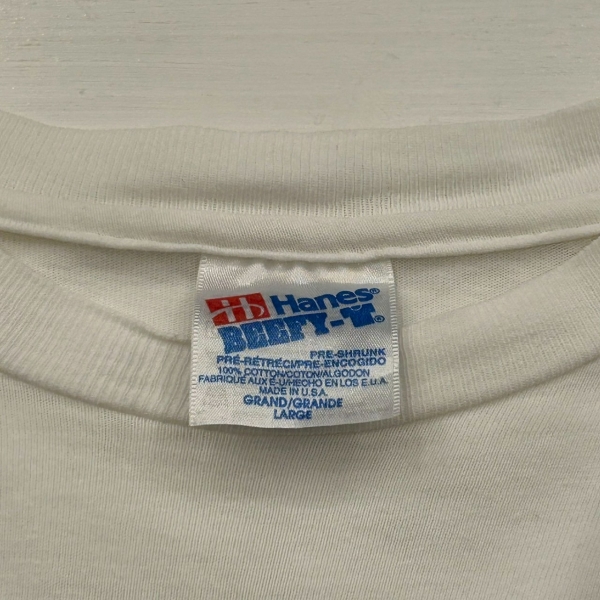 Hanes®
BEEFY-T®
PRE-SHRUNK
PRÉ-RÉTRÉCI/PRE-ENCOGIDO
100% COTTON/COTON/ALGODON
FABRIQUE AUX E-U/HECHO EN LOS E.U.A.
MADE IN U.S.A.
GRAND/GRANDE
LARGE